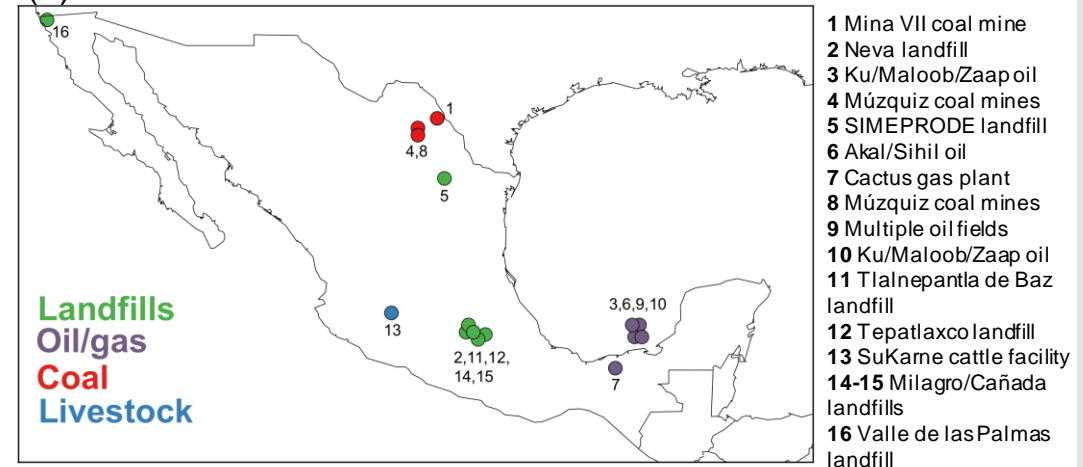 16
1
4,8
5
Landfills
Oil/gas
Coal
Livestock
13
2,11,12,
14,15
3,6,9,10
7
1 Mina VII coal mine
2 Neva landfill
3 Ku/Maloob/Zaap oil
4 Múzquiz coal mines
5 SIMEPRODE landfill
6 Akal/Sihil oil
7 Cactus gas plant
8 Múzquiz coal mines
9 Multiple oil fields
10 Ku/Maloob/Zaap oil
11 Tlalnepantla de Baz
landfill
12 Tepatlaxco landfill
13 SuKarne cattle facility
14-15 Milagro/Cañada
landfills
16 Valle de las Palmas
landfill